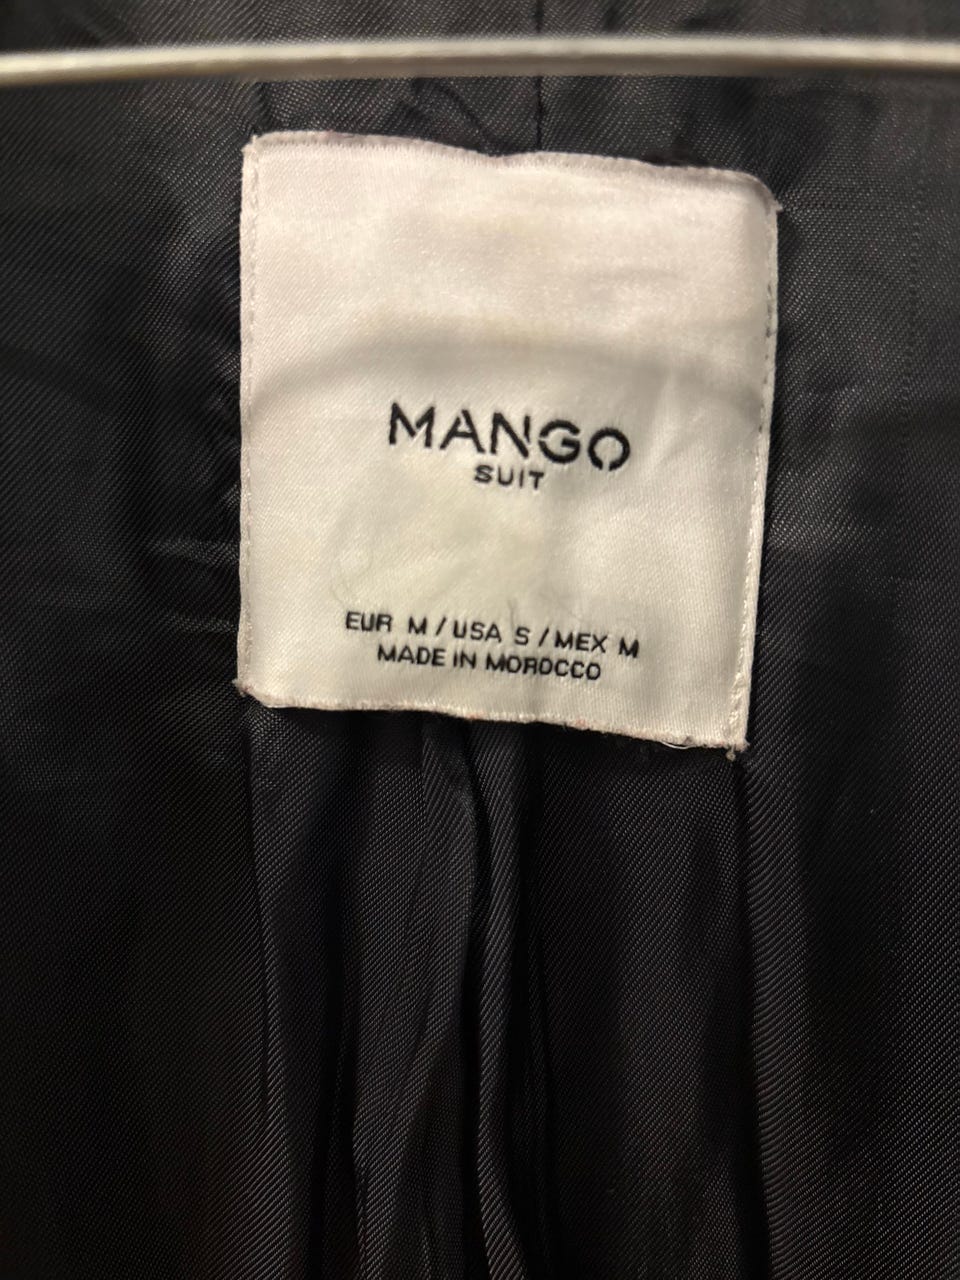 MANGO
SUIT
EUR M / USA S / MEX M
MADE IN MOROCCO